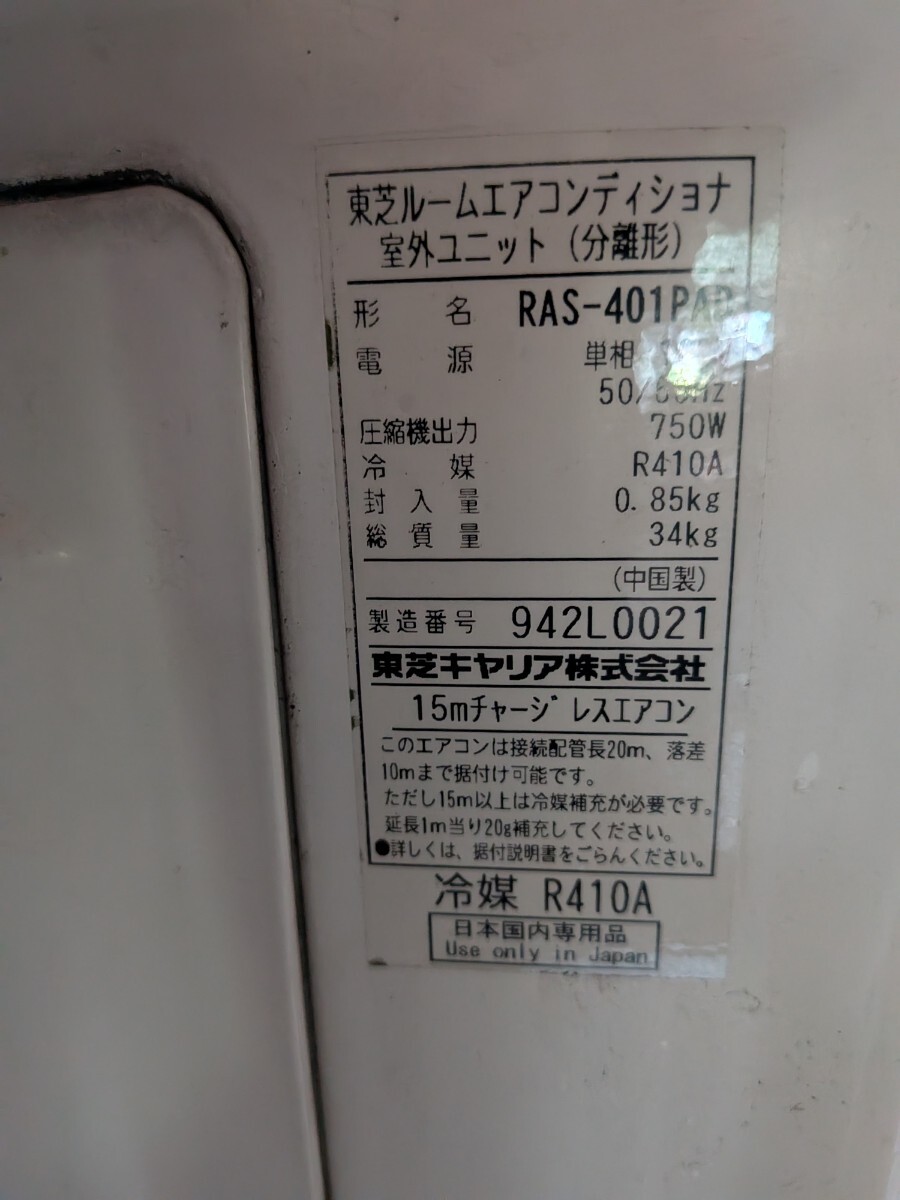 東芝ルームエアコンディショナ
室外ユニット(分離形)
形名 RAS-401PAP
電源 単相
50/60Hz
圧縮機出力 750W
冷媒 R410A
封入量 0.85kg
総質量 34kg
(中国製)
製造番号 942L0021
東芝キヤリア株式会社
15mチャージレスエアコン
このエアコンは接続配管長20m、落差
10mまで据付け可能です。
ただし15m以上は冷媒補充が必要です。
延長1m当り20g補充してください。
●詳しくは、据付説明書をごらんください。
冷媒 R410A
日本国内専用品
Use only in Japan